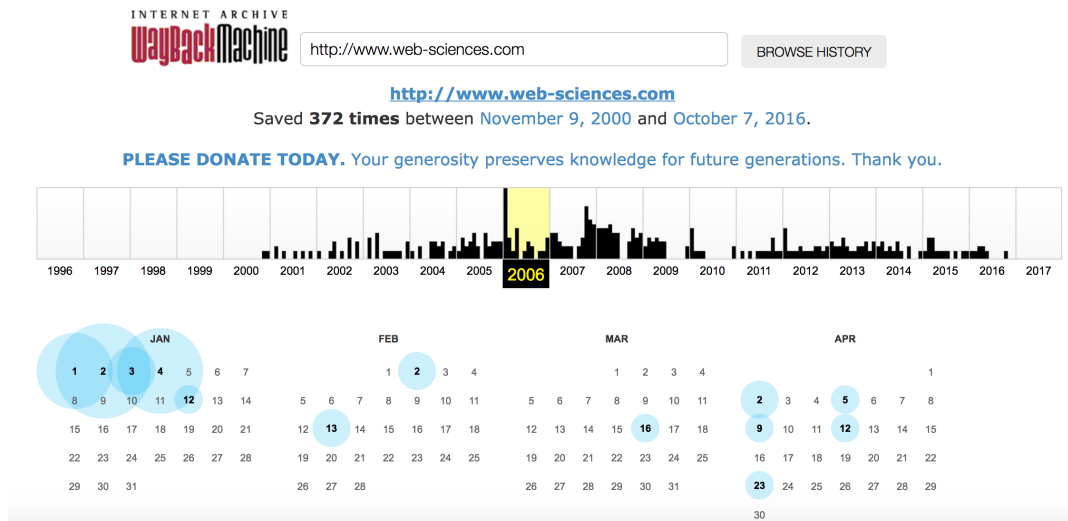 INTERNET ARCHIVE
WayBackMachine
http://www.web-sciences.com
BROWSE HISTORY
http://www.web-sciences.com
Saved 372 times between November 9, 2000 and October 7, 2016.
PLEASE DONATE TODAY. Your generosity preserves knowledge for future generations. Thank you.
1996 1997 1998 1999 2000 2001 2002 2003 2004 2005 2006 2007 2008 2009 2010 2011 2012 2013 2014 2015 2016 2017
JAN
1 2 3 4 5 6 7
8 9 10 11 12 13 14
15 16 17 18 19 20 21
22 23 24 25 26 27 28
29 30 31
FEB
1 2 3 4
5 6 7 8 9 10 11
12 13 14 15 16 17 18
19 20 21 22 23 24 25
26 27 28
MAR
1 2 3 4
5 6 7 8 9 10 11
12 13 14 15 16 17 18
19 20 21 22 23 24 25
26 27 28 29 30 31
APR
1
2 3 4 5 6 7 8
9 10 11 12 13 14 15
16 17 18 19 20 21 22
23 24 25 26 27 28 29
30